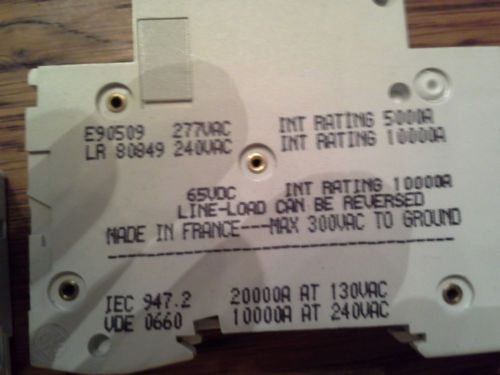 E90509 277VAC INT RATING 5000A
LR 80849 240VAC INT RATING 10000A
65VDC INT RATING 10000A
LINE-LOAD CAN BE REVERSED
MADE IN FRANCE---MAX 300VAC TO GROUND
IEC 947.2 20000A AT 130VAC
VDE 0660 10000A AT 240VAC